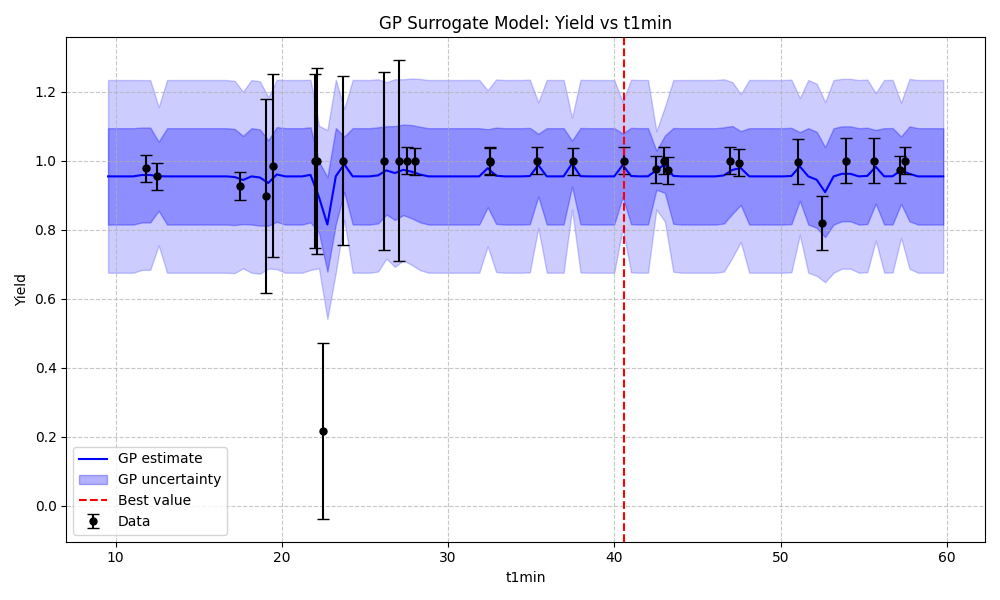 GP Surrogate Model: Yield vs t1min
Yield
1.2
1.0
0.8
0.6
0.4
0.2
0.0
GP estimate
GP uncertainty
Best value
Data
10
20
30
40
50
60
t1min